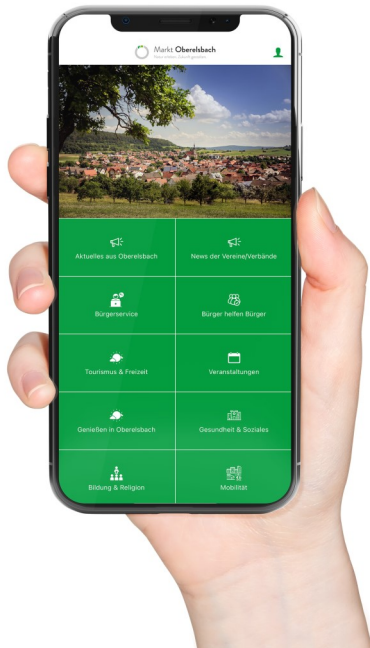 Markt Oberelsbach
Aktuelles aus Oberelsbach
News der Vereine/Verbände
Bürgerservice
Bürger helfen Bürger
Tourismus & Freizeit
Veranstaltungen
Genießen in Oberelsbach
Gesundheit & Soziales
Bildung & Religion
Mobilität